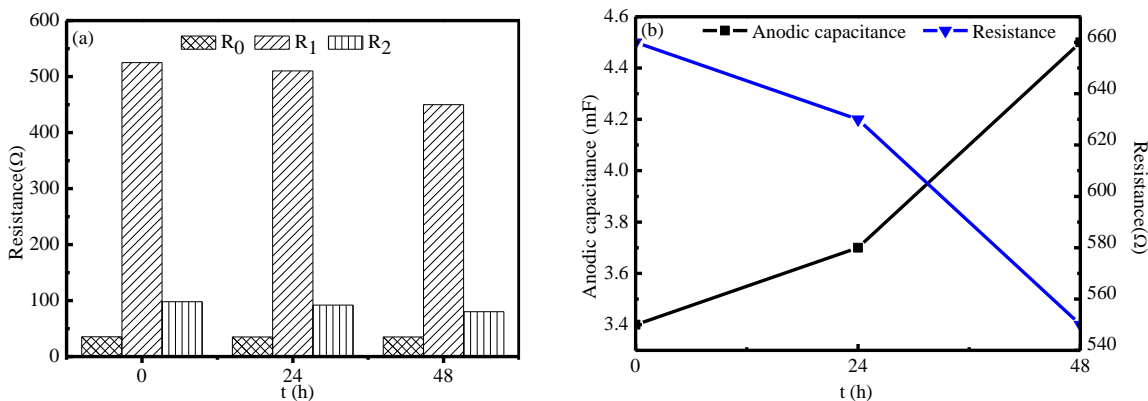 (a)
R0 R1 R2
600
500
400
300
200
100
0
Resistance(Ω)
0 24 48
t (h)
(b)
Anodic capacitance Resistance
4.6
4.4
4.2
4.0
3.8
3.6
3.4
Anodic capacitance (mF)
660
640
620
600
580
560
540
Resistance(Ω)
0 24 48
t (h)